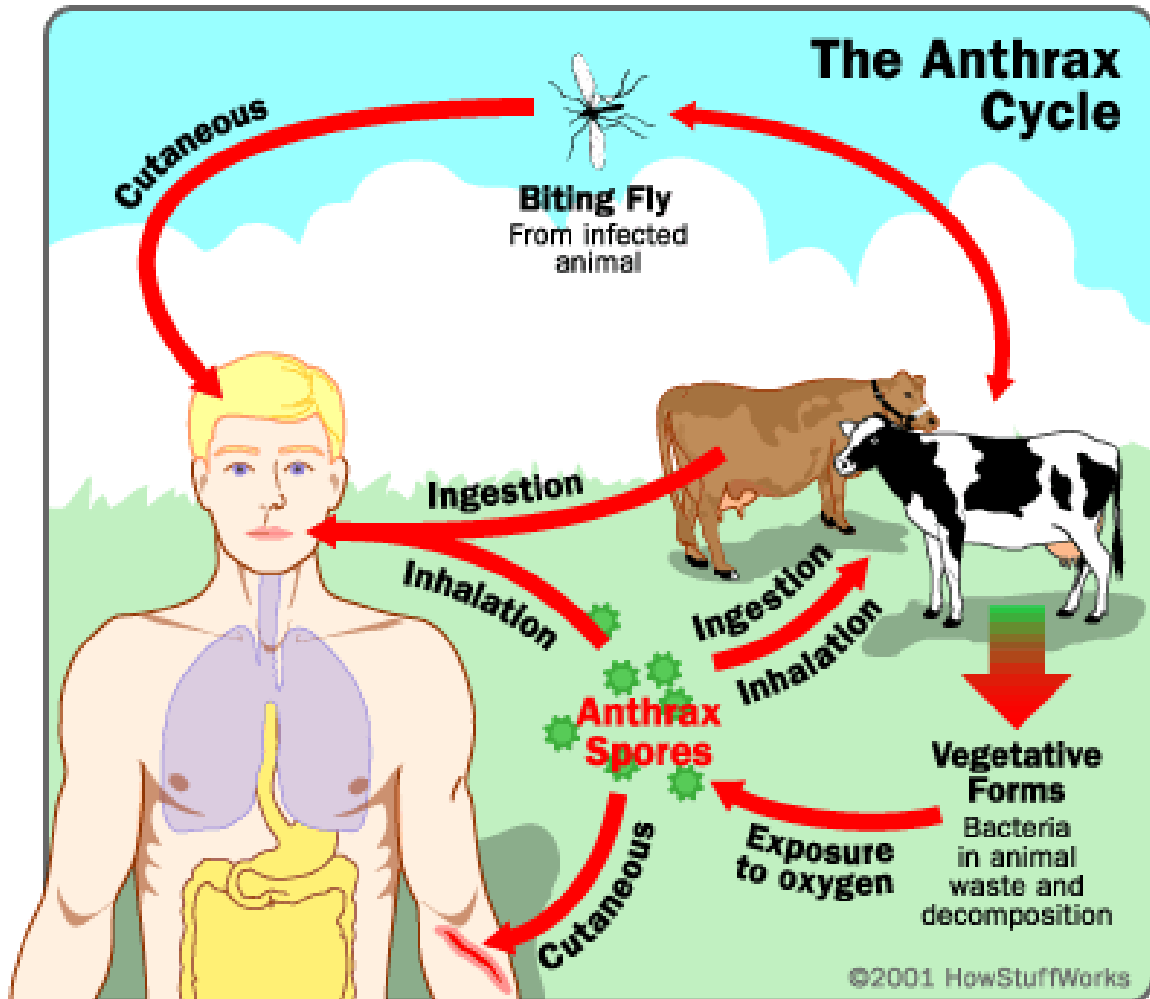 The Anthrax
Cycle
Cutaneous
Biting Fly
From infected
animal
Ingestion
Inhalation
Ingestion
Inhalation
Anthrax
Spores
Vegetative
Forms
Bacteria
in animal
waste and
decomposition
Exposure
to oxygen
Cutaneous
©2001 HowStuffWorks